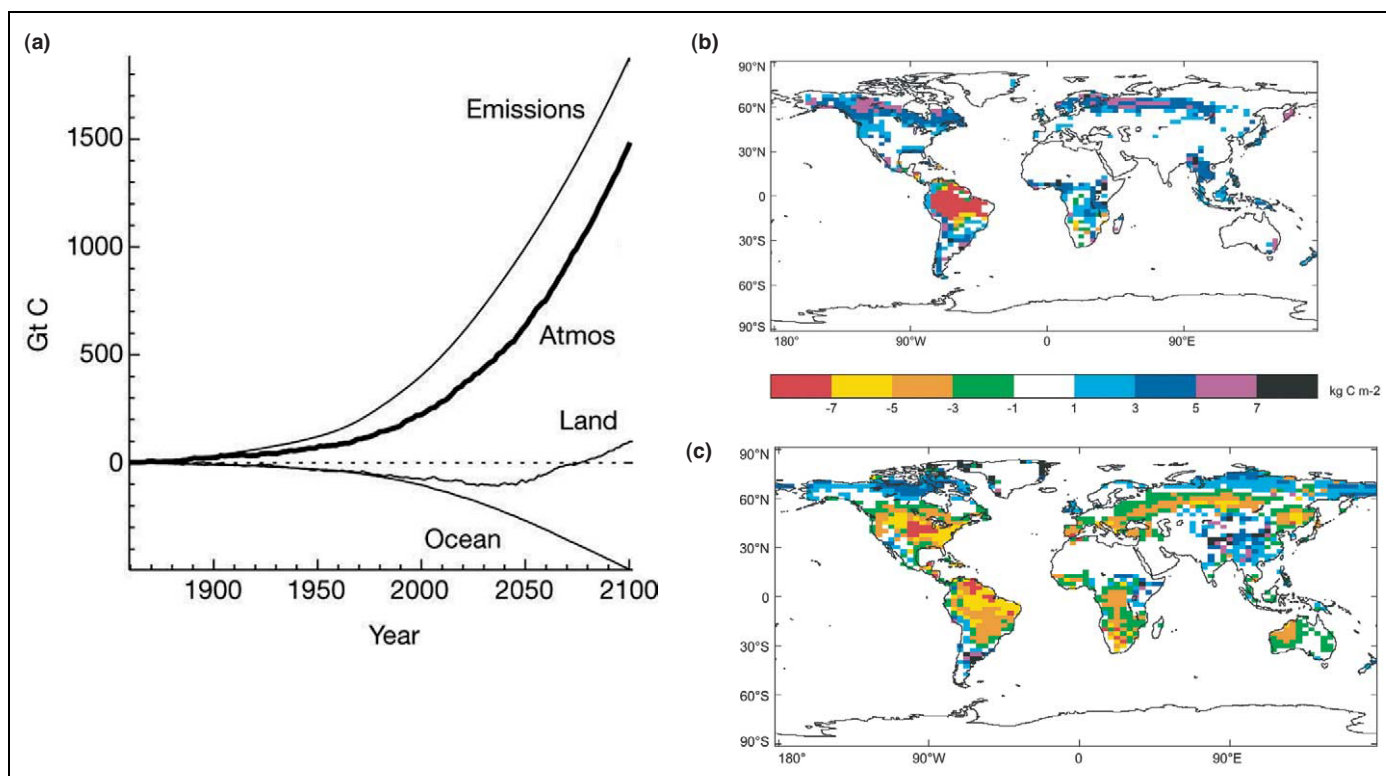 (a)
Emissions
Atmos
Land
Ocean
1500
1000
500
0
Gt C
1900
1950
2000
2050
2100
Year
(b)
90°N
60°N
30°N
0
30°S
60°S
90°S
180°
90°W
0
90°E
-7
-5
-3
-1
1
3
5
7
kg C m-2
(c)
90°N
60°N
30°N
0
30°S
60°S
90°S
180°
90°W
0
90°E